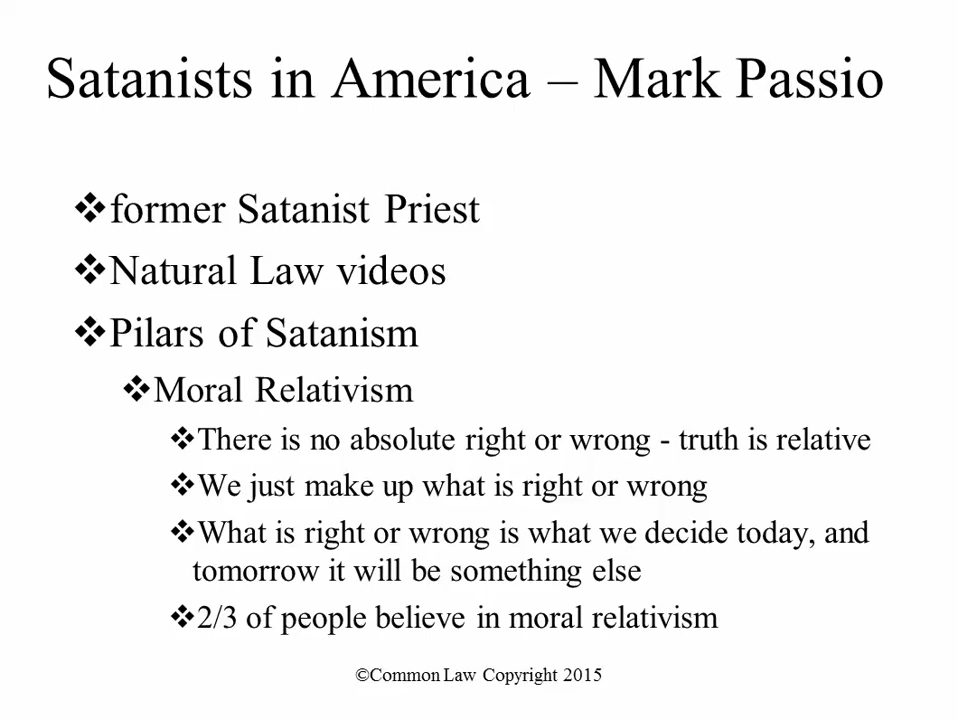 Satanists in America – Mark Passio
❖former Satanist Priest
❖Natural Law videos
❖Pilars of Satanism
❖Moral Relativism
❖There is no absolute right or wrong - truth is relative
❖We just make up what is right or wrong
❖What is right or wrong is what we decide today, and
tomorrow it will be something else
❖2/3 of people believe in moral relativism
©Common Law Copyright 2015